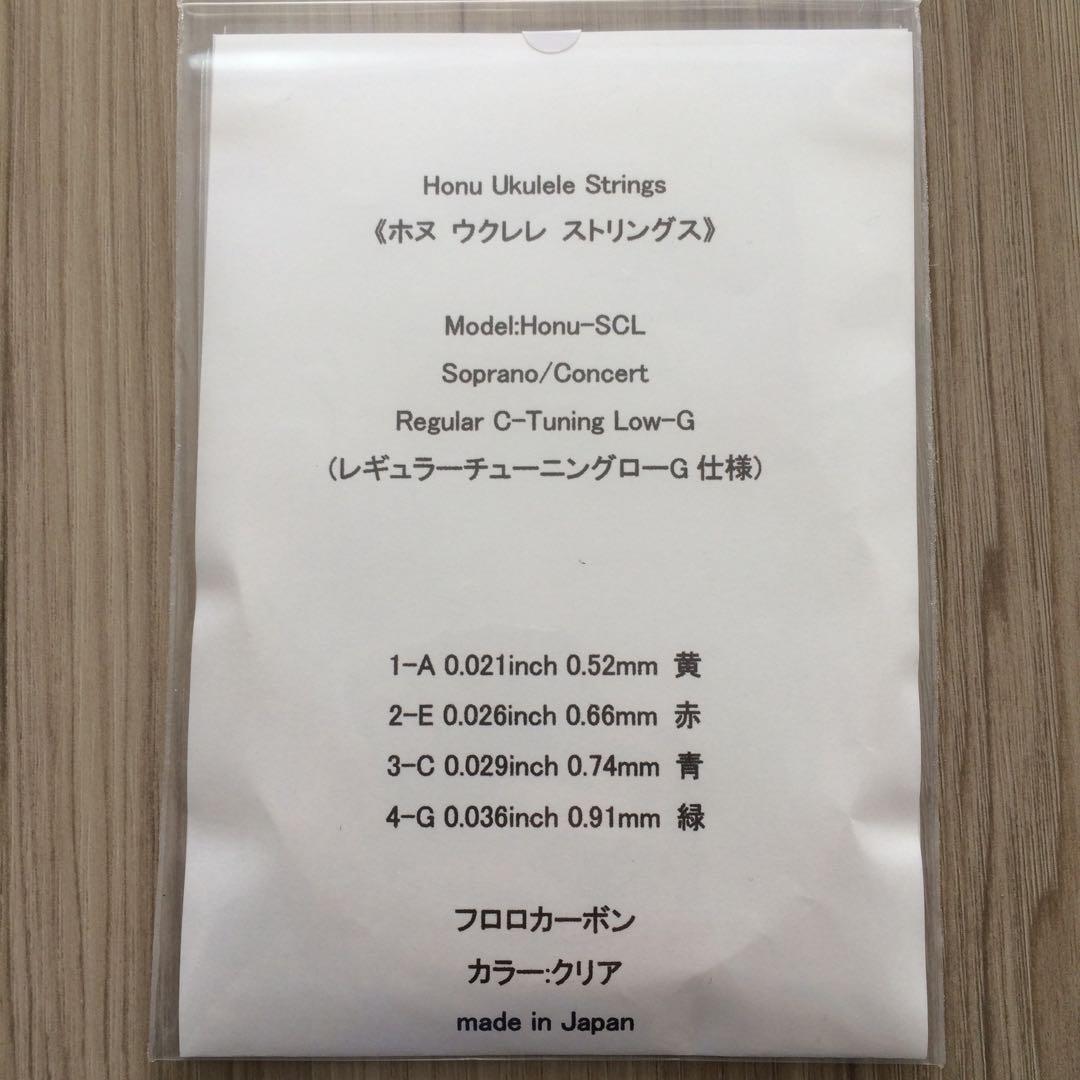 Honu Ukulele Strings
《ホヌ ウクレレ ストリングス》
Model:Honu-SCL
Soprano/Concert
Regular C-Tuning Low-G
(レギュラーチューニングローG 仕様)
1-A 0.021inch 0.52mm 黄
2-E 0.026inch 0.66mm 赤
3-C 0.029inch 0.74mm 青
4-G 0.036inch 0.91mm 緑
フロロカーボン
カラー:クリア
made in Japan